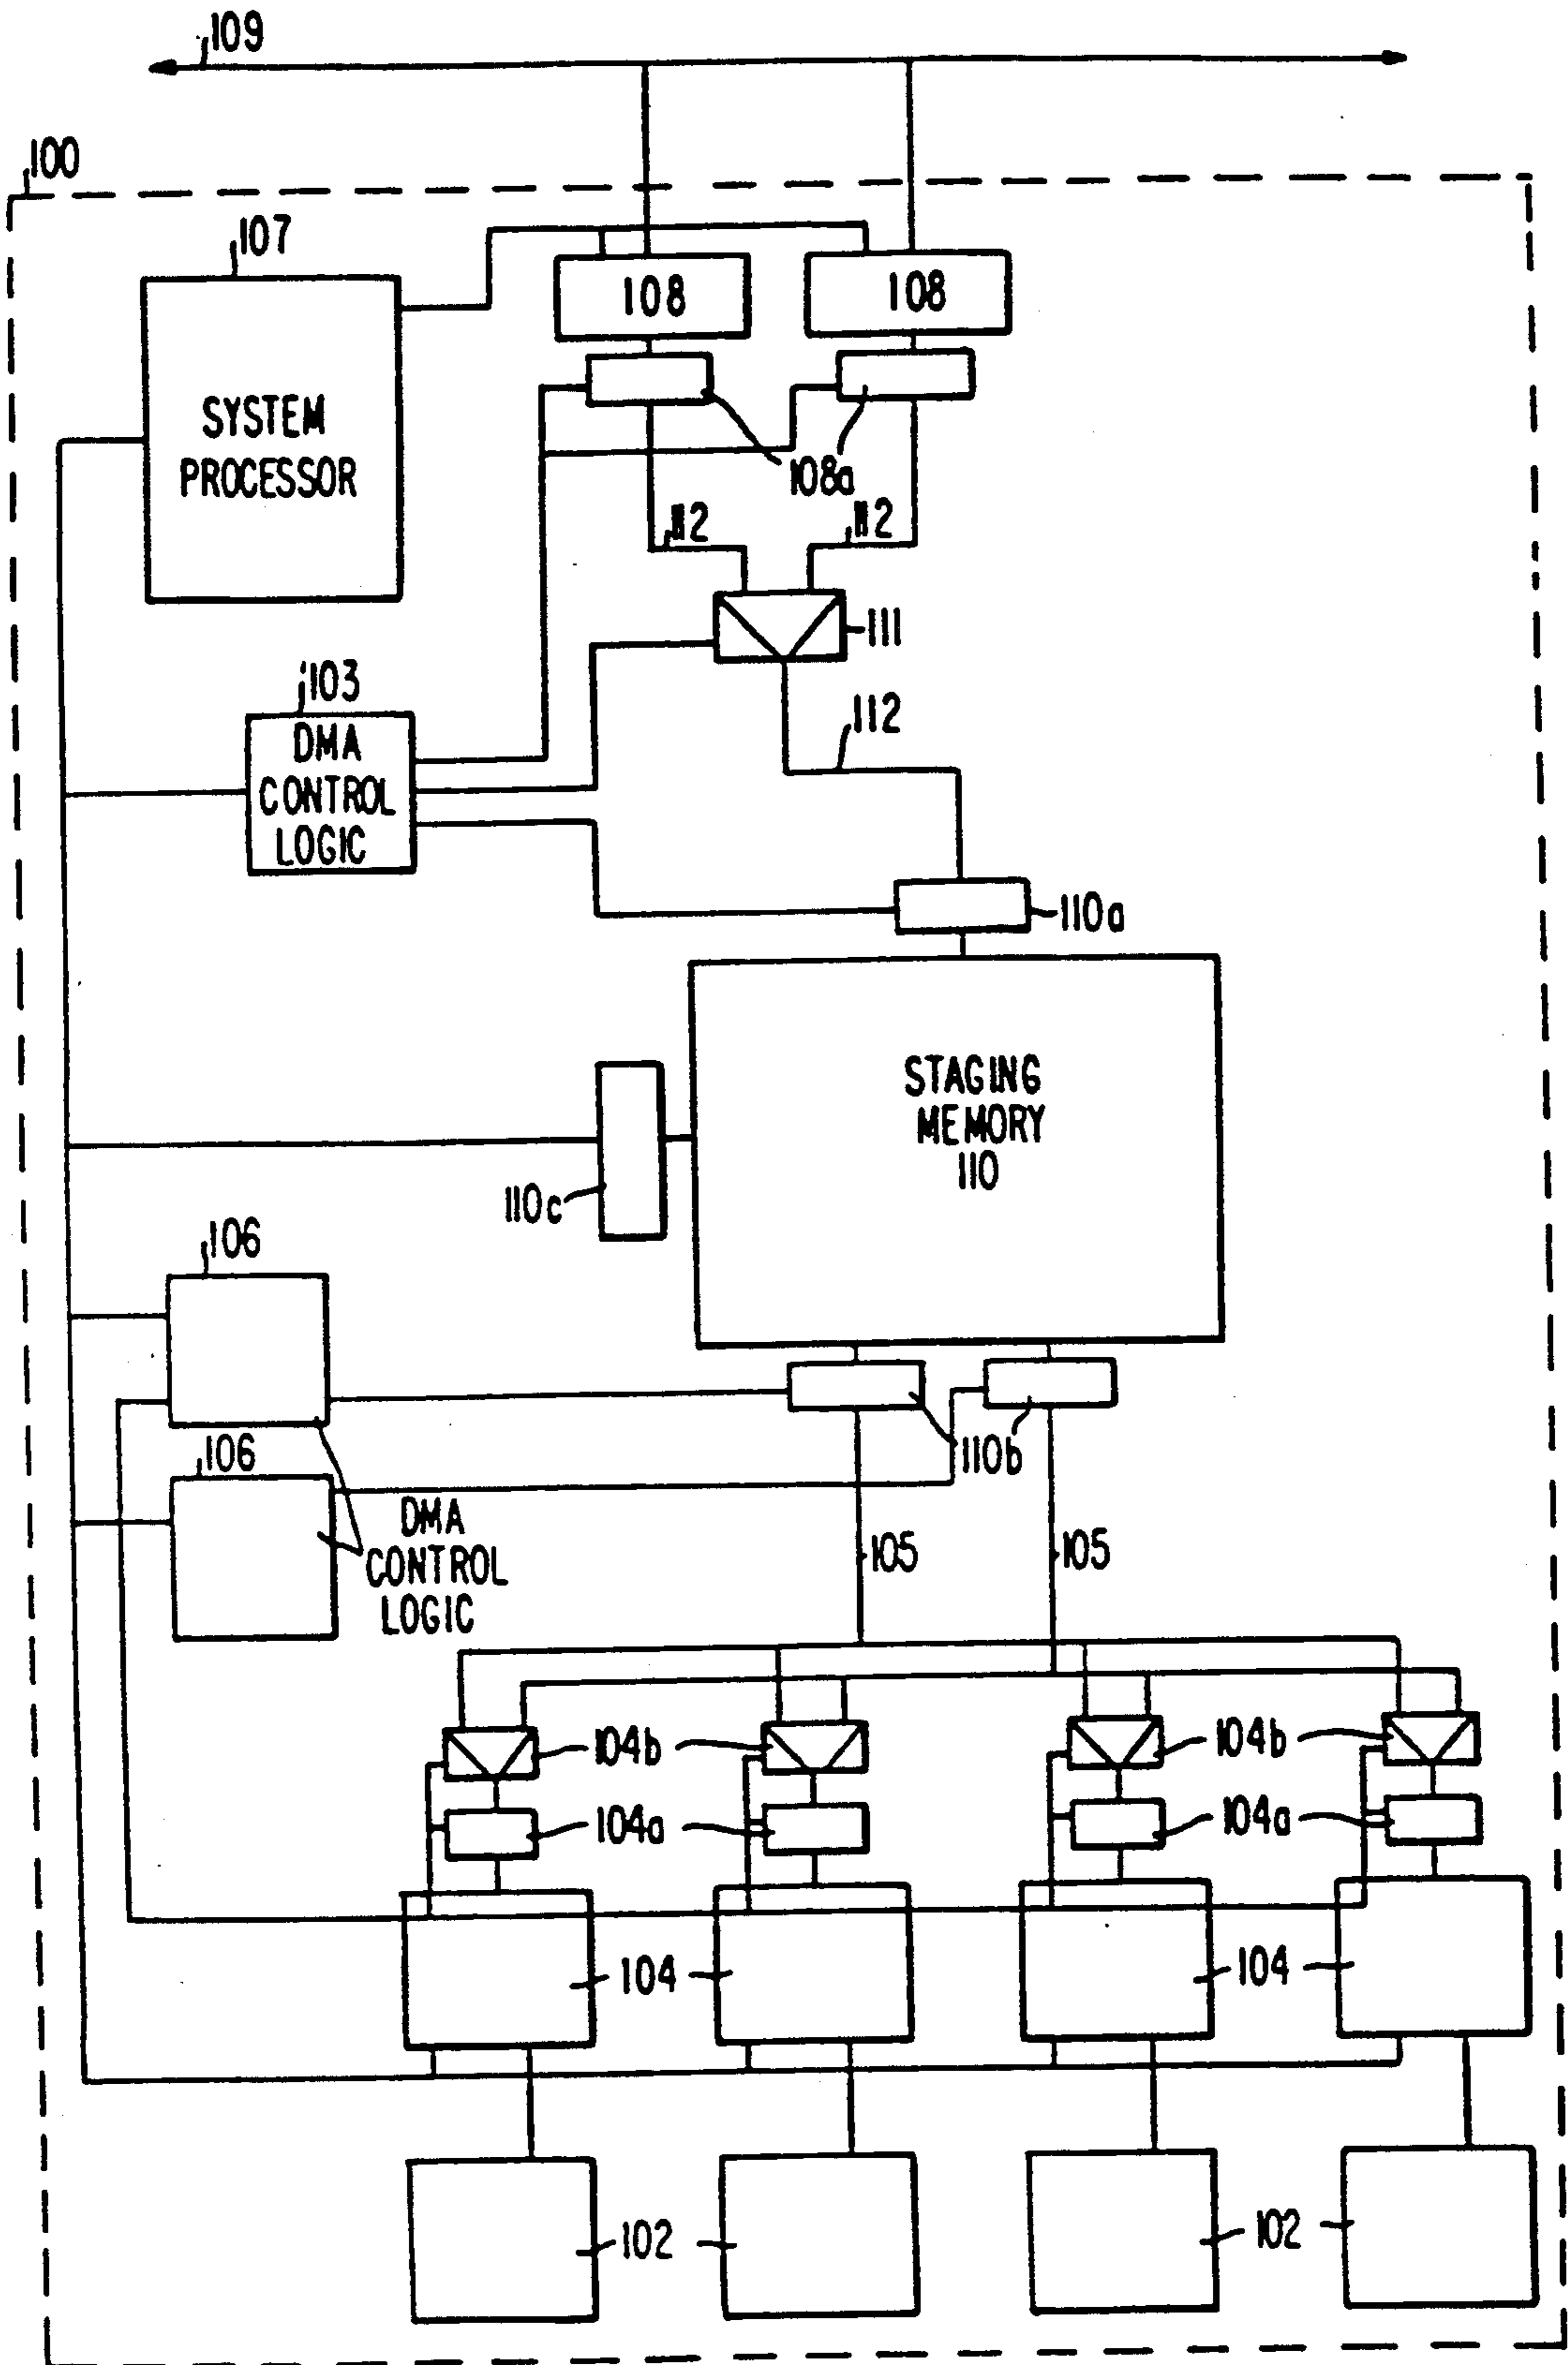 109
100
107
108
108
SYSTEM
PROCESSOR
108a
112
112
111
103
DMA
CONTROL
LOGIC
112
110a
STAGING
MEMORY
110
110c
106
110b
106
DMA
CONTROL
LOGIC
105
105
104b
104b
104a
104a
104
104
102
102